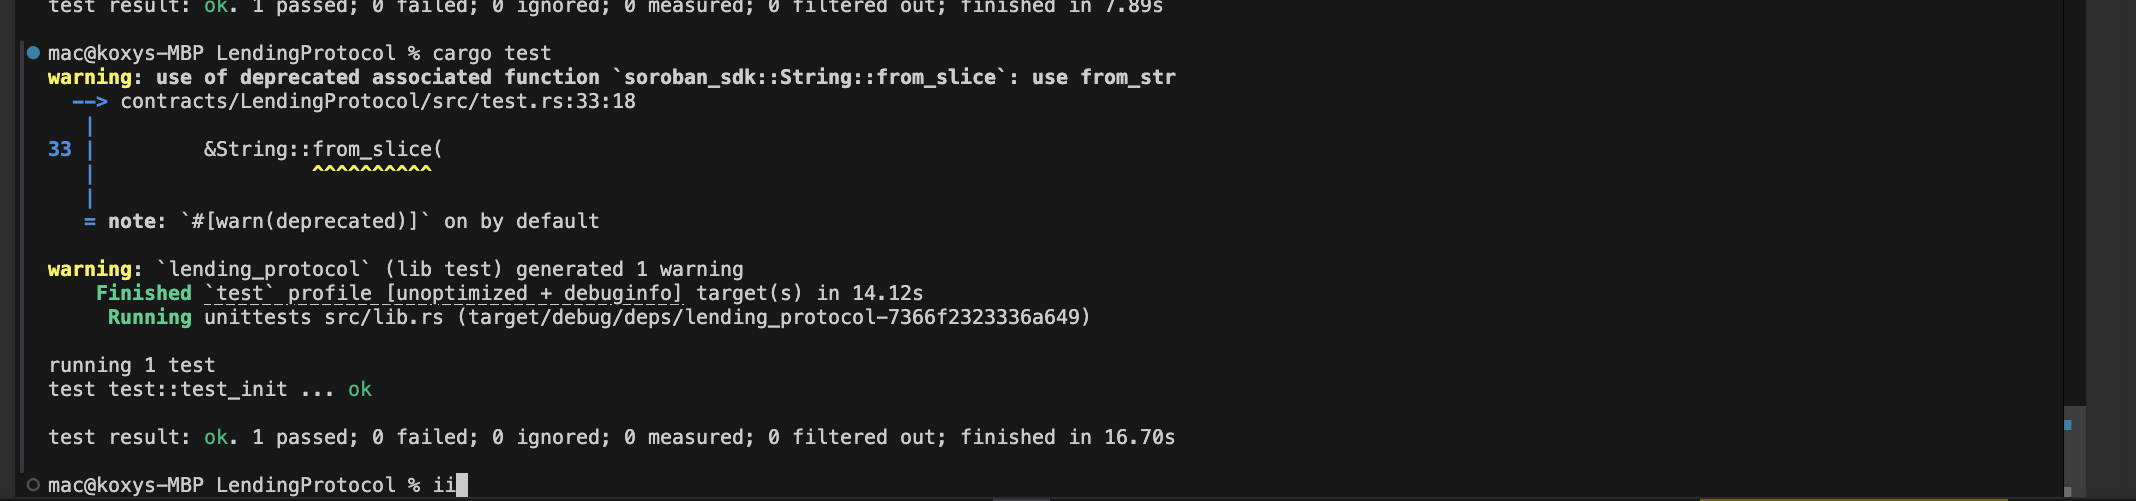 test result: ok. 1 passed; 0 failed; 0 ignored; 0 measured; 0 filtered out; finished in 7.89s
mac@koxys-MBP LendingProtocol % cargo test
warning: use of deprecated associated function `soroban_sdk::String::from_slice`: use from_str
  --> contracts/LendingProtocol/src/test.rs:33:18
   |
33 |         &String::from_slice(
   |                  ^^^^^^^^^^
   |
   = note: `#[warn(deprecated)]` on by default
warning: `lending_protocol` (lib test) generated 1 warning
    Finished `test` profile [unoptimized + debuginfo] target(s) in 14.12s
     Running unittests src/lib.rs (target/debug/deps/lending_protocol-7366f2323336a649)
running 1 test
test test::test_init ... ok
test result: ok. 1 passed; 0 failed; 0 ignored; 0 measured; 0 filtered out; finished in 16.70s
mac@koxys-MBP LendingProtocol % ii